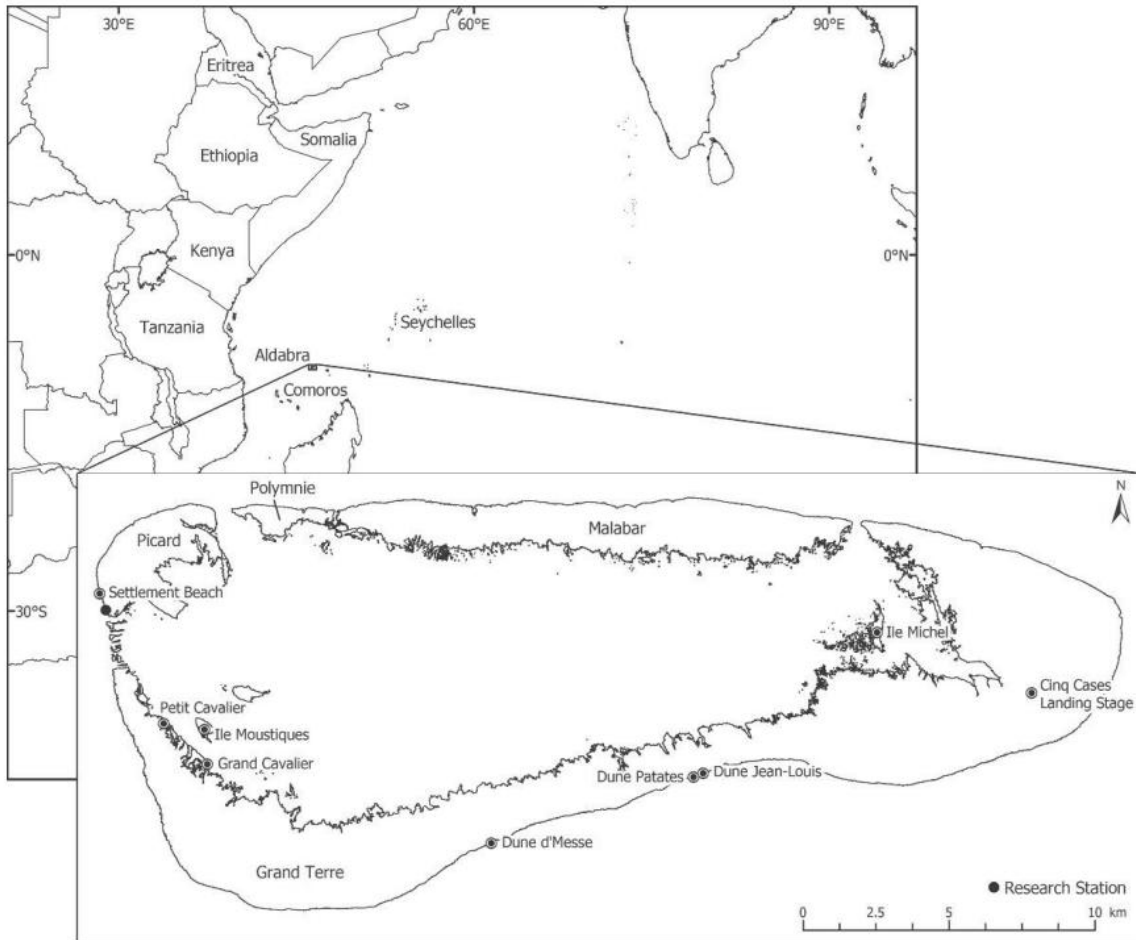 30°E
60°E
90°E
Eritrea
Somalia
Ethiopia
Kenya
0°N
0°N
Tanzania
Seychelles
Aldabra
Comoros
30°S
N
Polymnie
Malabar
Picard
Settlement Beach
Ile Michel
Cinq Cases
Landing Stage
Petit Cavalier
Ile Moustiques
Grand Cavalier
Dune Patates
Dune Jean-Louis
Dune d'Messe
Grand Terre
Research Station
0 2.5 5 10 km